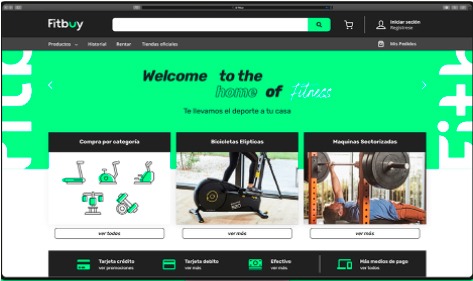 Fitbuy
Iniciar sesión
Regístrese
Productos
Historial
Rentar
Tiendas oficiales
Mis Pedidos
Welcome to the
home of Fitness
Te llevamos el deporte a tu casa
Compra por categoría
Bicicletas Elípticas
Maquinas Sectorizadas
ver todos
ver más
ver más
Tarjeta crédito
ver promociones
Tarjeta debito
ver más
Efectivo
ver más
Más medios de pago
ver todos